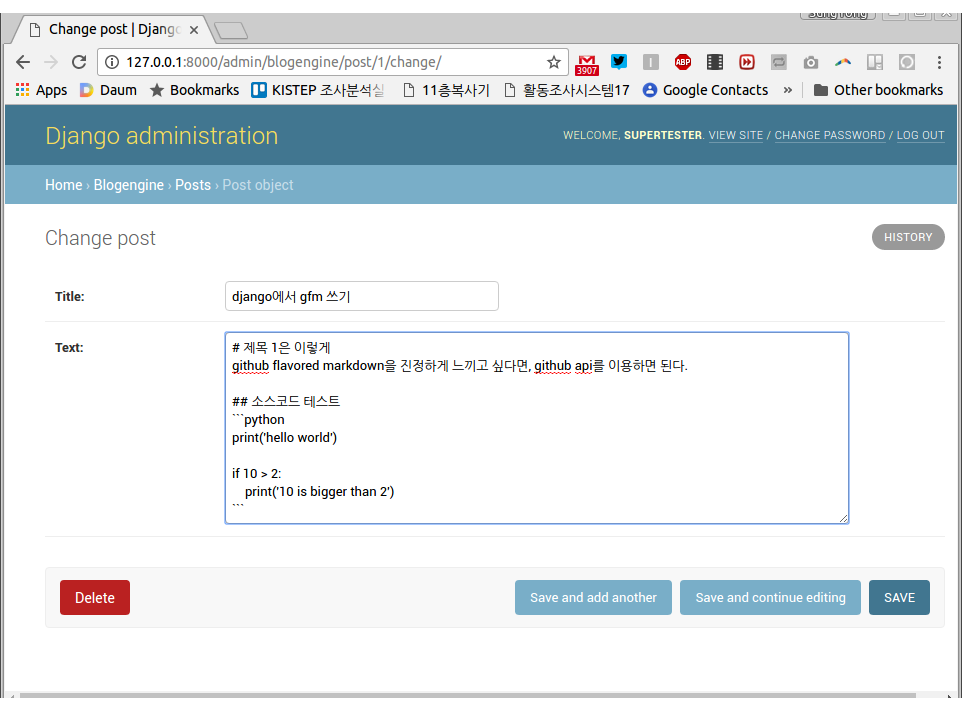 Change post | Djang
127.0.0.1:8000/admin/blogengine/post/1/change/
3907
ABP
Apps
Daum
Bookmarks
KISTEP 조사분석실
11층복사기
활동조사시스템17
Google Contacts
»
Other bookmarks
Django administration
WELCOME, SUPERTESTER. VIEW SITE / CHANGE PASSWORD / LOG OUT
Home › Blogengine › Posts › Post object
Change post
HISTORY
Title:
django에서 gfm 쓰기
Text:
# 제목 1은 이렇게
github flavored markdown을 진정하게 느끼고 싶다면, github api를 이용하면 된다.
## 소스코드 테스트
```python
print('hello world')
if 10 > 2:
    print('10 is bigger than 2')
```
Delete
Save and add another
Save and continue editing
SAVE